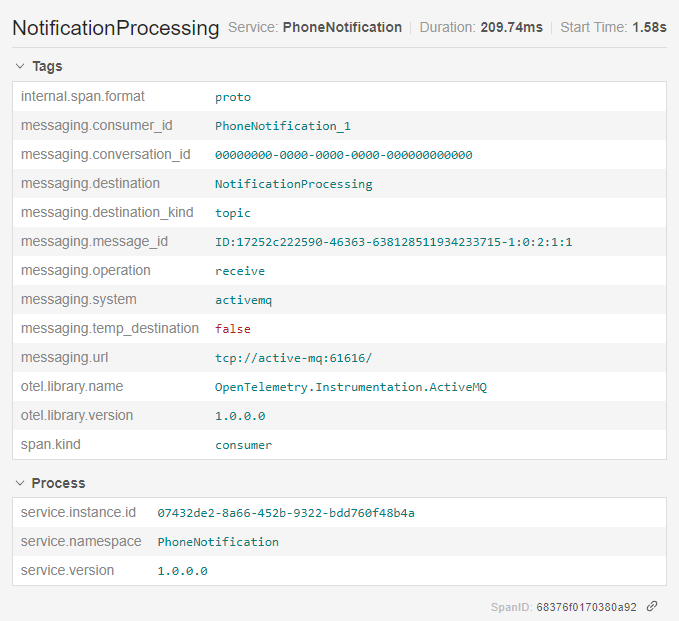 NotificationProcessing Service: PhoneNotification Duration: 209.74ms Start Time: 1.58s
Tags
internal.span.format proto
messaging.consumer_id PhoneNotification_1
messaging.conversation_id 00000000-0000-0000-0000-000000000000
messaging.destination NotificationProcessing
messaging.destination_kind topic
messaging.message_id ID:17252c222590-46363-638128511934233715-1:0:2:1:1
messaging.operation receive
messaging.system activemq
messaging.temp_destination false
messaging.url tcp://active-mq:61616/
otel.library.name OpenTelemetry.Instrumentation.ActiveMQ
otel.library.version 1.0.0.0
span.kind consumer
Process
service.instance.id 07432de2-8a66-452b-9322-bdd760f48b4a
service.namespace PhoneNotification
service.version 1.0.0.0
SpanID: 68376f0170380a92